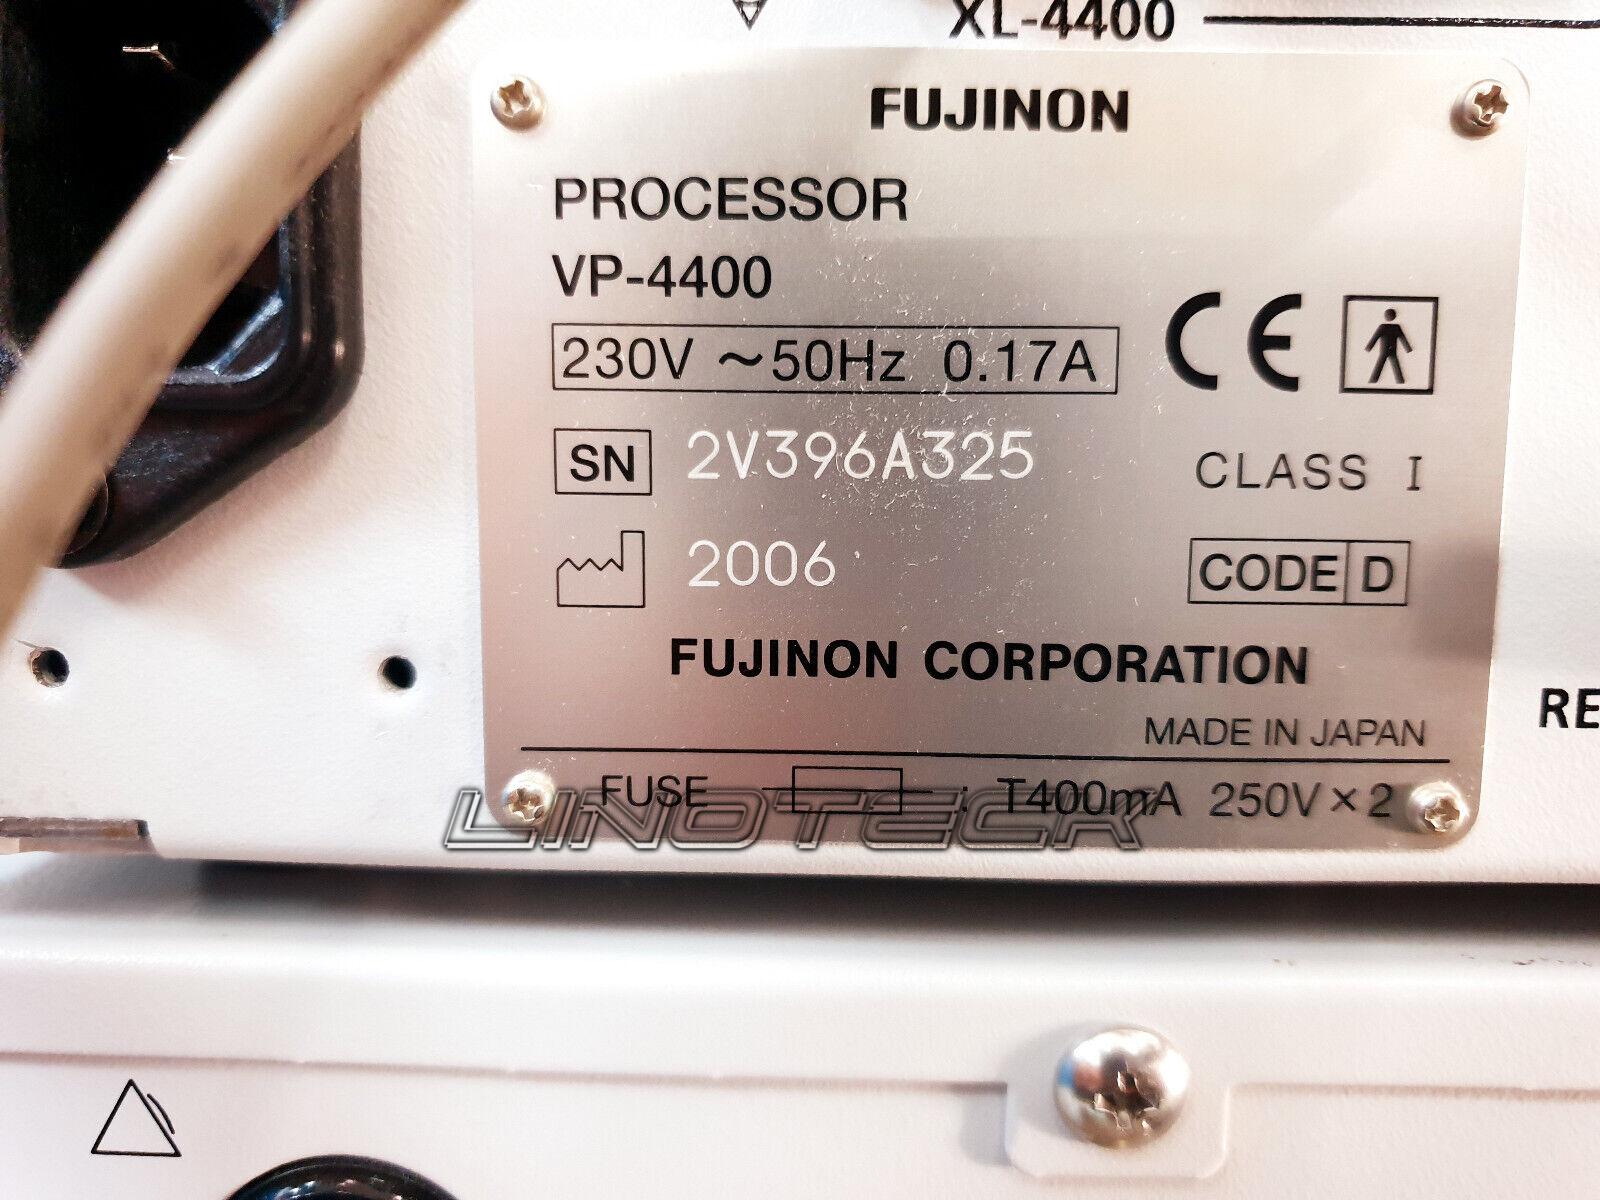 XL-4400
FUJINON
PROCESSOR
VP-4400
230V ～50Hz 0.17A
CE
SN 2V396A325
CLASS I
2006
CODE D
FUJINON CORPORATION
MADE IN JAPAN
RE
FUSE : T400mA 250V×2
LINOTECK